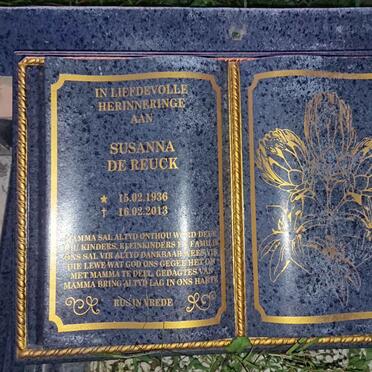 IN LIEFDEVOLLE
HERINNERINGE
AAN
SUSANNA
DE REUCK
★ 15.02.1936
† 16.02.2013
MAMMA SAL ALTYD ONTHOU WORD DEUR
KINDERS, KLEINKINDERS EN FAMILIE
ONS SAL VIR ALTYD DANKBAAR WEES VIR
DIE LEWE WAT GOD ONS GEGEE HET OM
MET MAMMA TE DEEL. GEDAGTES VAN
MAMMA BRING ALTYD LAG IN ONS HARTE
RUS IN VREDE